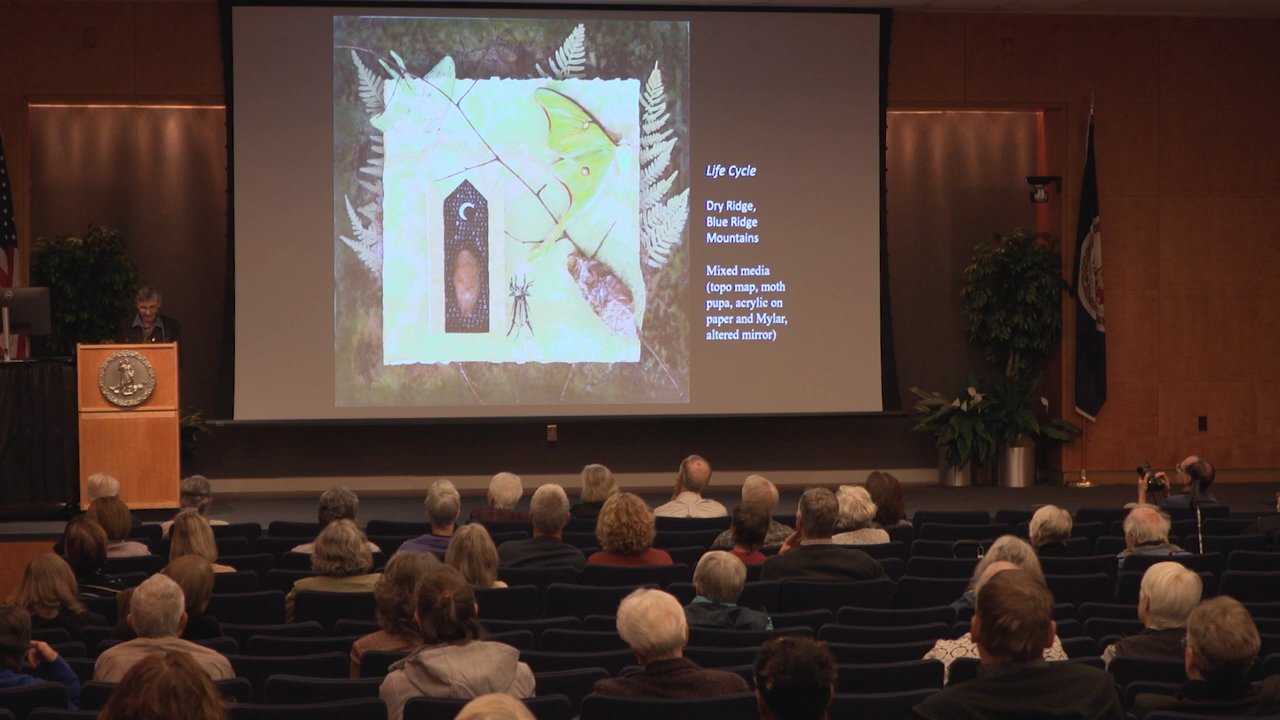 Life Cycle
Dry Ridge,
Blue Ridge
Mountains
Mixed media
(topo map, moth
pupa, acrylic on
paper and Mylar,
altered mirror)